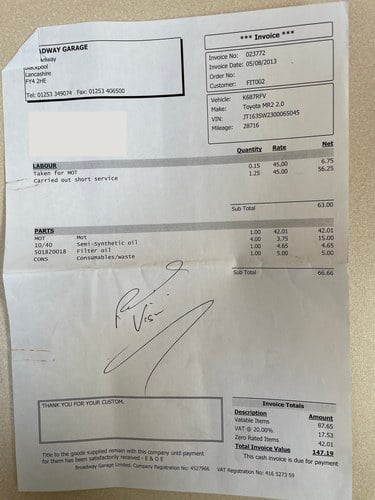 *** Invoice ***
ADWAY GARAGE
Lancashire
FY4 2HE
Tel: 01253 349074 Fax: 01253 406500
Invoice No: 023772
Invoice Date: 05/08/2013
Order No:
Customer: FIT002
Vehicle: K687RFV
Make: Toyota MR2 2.0
VIN: JT163SW2300065045
Mileage: 28716
Quantity Rate Net
LABOUR
Taken for MOT 0.15 45.00 6.75
Carried out short service 1.25 45.00 56.25
Sub Total 63.00
PARTS
MOT MOT 1.00 42.01 42.01
10/40 Semi-synthetic oil 4.00 3.75 15.00
501820018 Filter oil 1.00 4.65 4.65
CONS Consumables/waste 1.00 5.00 5.00
Sub Total 66.66
Visa
THANK YOU FOR YOUR CUSTOM.
Invoice Totals
Description Amount
Vatable Items 87.65
VAT @ 20.00% 17.53
Zero Rated Items 42.01
Total Invoice Value 147.19
This cash invoice is due for payment
Title to the goods supplied remain with this company until payment
for them has been satisfactorily received - E & O E
Broadway Garage Limited. Company Registration No: 4527966 VAT Registration No: 416 5273 59